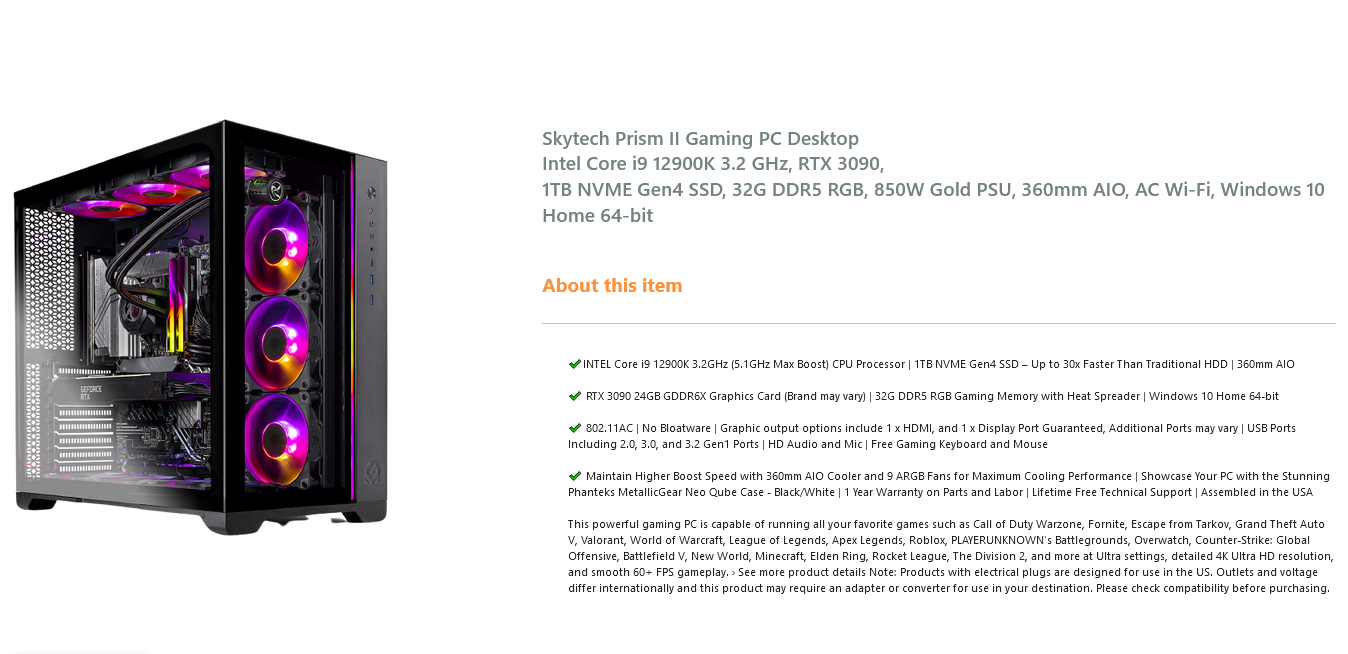 Skytech Prism II Gaming PC Desktop
Intel Core i9 12900K 3.2 GHz, RTX 3090,
1TB NVME Gen4 SSD, 32G DDR5 RGB, 850W Gold PSU, 360mm AIO, AC Wi-Fi, Windows 10
Home 64-bit
About this item
INTEL Core i9 12900K 3.2GHz (5.1GHz Max Boost) CPU Processor | 1TB NVME Gen4 SSD – Up to 30x Faster Than Traditional HDD | 360mm AIO
RTX 3090 24GB GDDR6X Graphics Card (Brand may vary) | 32G DDR5 RGB Gaming Memory with Heat Spreader | Windows 10 Home 64-bit
802.11AC | No Bloatware | Graphic output options include 1 x HDMI, and 1 x Display Port Guaranteed, Additional Ports may vary | USB Ports
Including 2.0, 3.0, and 3.2 Gen1 Ports | HD Audio and Mic | Free Gaming Keyboard and Mouse
Maintain Higher Boost Speed with 360mm AIO Cooler and 9 ARGB Fans for Maximum Cooling Performance | Showcase Your PC with the Stunning
Phanteks MetallicGear Neo Qube Case - Black/White | 1 Year Warranty on Parts and Labor | Lifetime Free Technical Support | Assembled in the USA
This powerful gaming PC is capable of running all your favorite games such as Call of Duty Warzone, Fornite, Escape from Tarkov, Grand Theft Auto
V, Valorant, World of Warcraft, League of Legends, Apex Legends, Roblox, PLAYERUNKNOWN's Battlegrounds, Overwatch, Counter-Strike: Global
Offensive, Battlefield V, New World, Minecraft, Elden Ring, Rocket League, The Division 2, and more at Ultra settings, detailed 4K Ultra HD resolution,
and smooth 60+ FPS gameplay. › See more product details Note: Products with electrical plugs are designed for use in the US. Outlets and voltage
differ internationally and this product may require an adapter or converter for use in your destination. Please check compatibility before purchasing.
GEFORCE
RTX